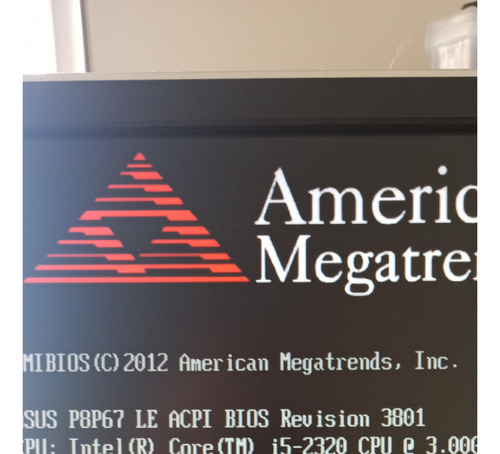 Americ
Megatre
MIBIOS(C)2012 American Megatrends, Inc.
SUS P8P67 LE ACPI BIOS Revision 3801
PU: Intel(R) Core(TM) i5-2320 CPU @ 3.00G